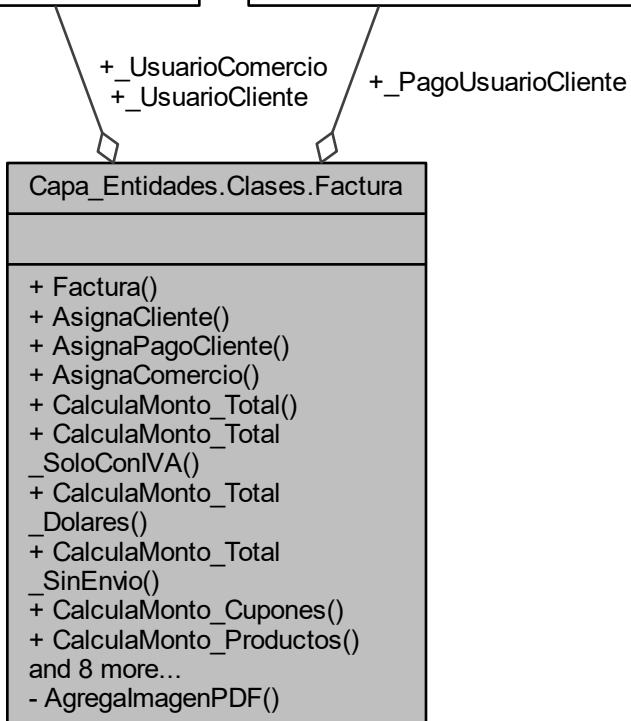 +_UsuarioComercio
+_UsuarioCliente
+_PagoUsuarioCliente
Capa_Entidades.Clases.Factura
+ Factura()
+ AsignaCliente()
+ AsignaPagoCliente()
+ AsignaComercio()
+ CalculaMonto_Total()
+ CalculaMonto_Total
_SoloConIVA()
+ CalculaMonto_Total
_Dolares()
+ CalculaMonto_Total
_SinEnvio()
+ CalculaMonto_Cupones()
+ CalculaMonto_Productos()
and 8 more...
- AgregaImagenPDF()